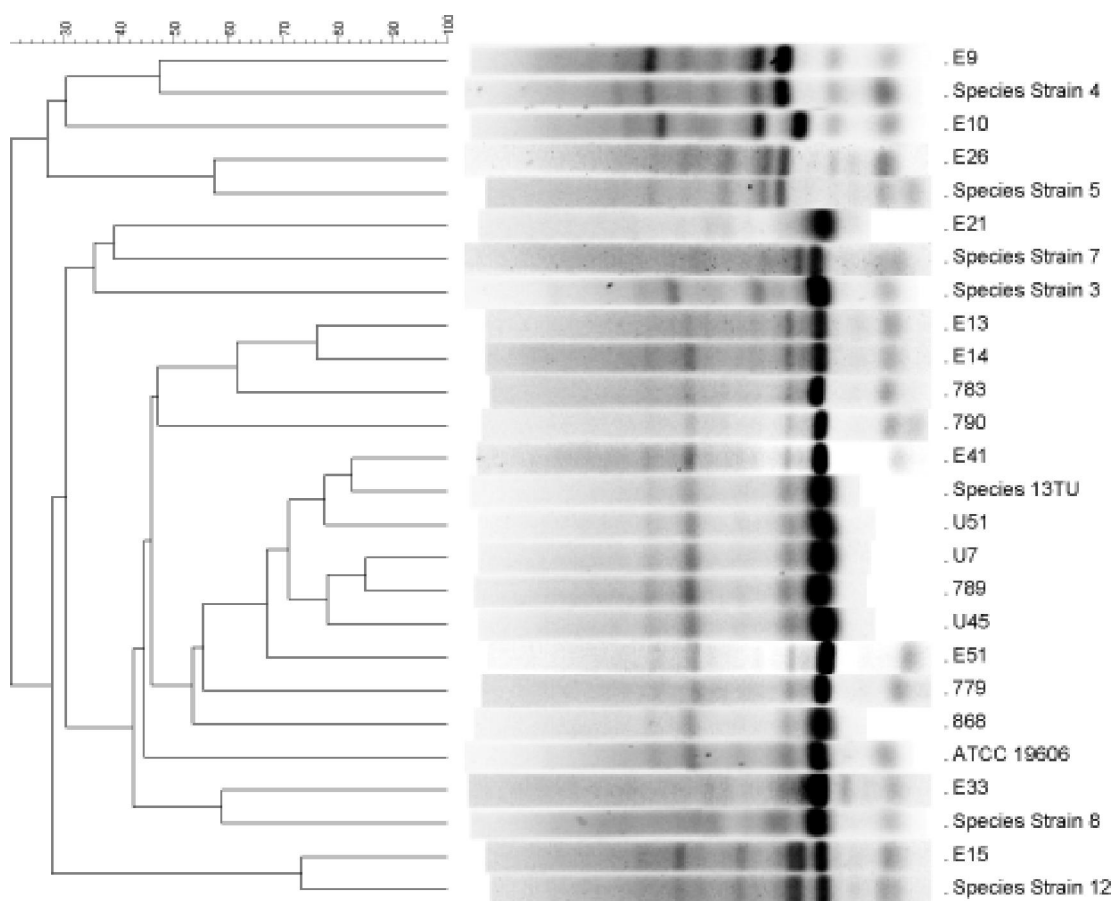 30 40 50 60 70 80 90 100
. E9
. Species Strain 4
. E10
. E26
. Species Strain 5
. E21
. Species Strain 7
. Species Strain 3
. E13
. E14
. 783
. 790
. E41
. Species 13TU
. U51
. U7
. 789
. U45
. E51
. 779
. 868
. ATCC 19606
. E33
. Species Strain 8
. E15
. Species Strain 12